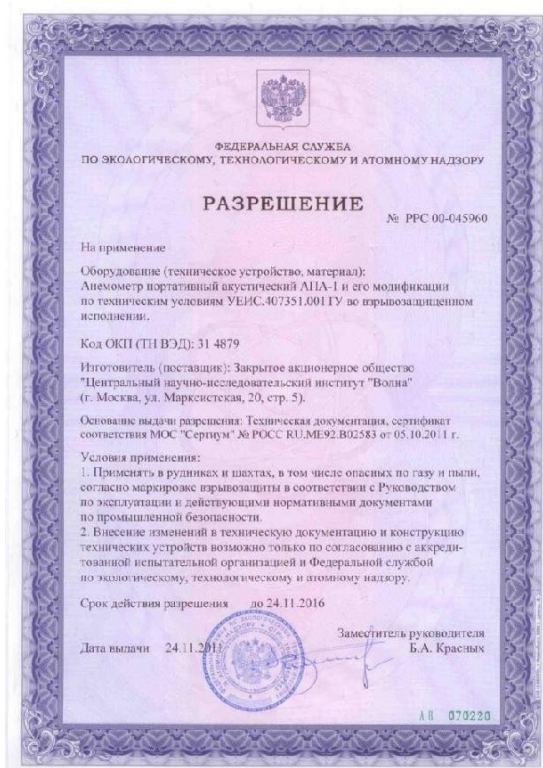 ФЕДЕРАЛЬНАЯ СЛУЖБА
ПО ЭКОЛОГИЧЕСКОМУ, ТЕХНОЛОГИЧЕСКОМУ И АТОМНОМУ НАДЗОРУ
РАЗРЕШЕНИЕ
№ РРС 00-045960
На применение
Оборудование (техническое устройство, материал):
Анемометр портативный акустический АПА-1 и его модификации
по техническим условиям УЕИС.407351.001 ТУ во взрывозащищенном
исполнении.
Код ОКП (ТН ВЭД): 31 4879
Изготовитель (поставщик): Закрытое акционерное общество
"Центральный научно-исследовательский институт "Волна"
(г. Москва, ул. Марксистская, 20, стр. 5).
Основание выдачи разрешения: Техническая документация, сертификат
соответствия МОС "Сертиум" № РОСС RU.ME92.B02583 от 05.10.2011 г.
Условия применения:
1. Применять в рудниках и шахтах, в том числе опасных по газу и пыли,
согласно маркировке взрывозащиты в соответствии с Руководством
по эксплуатации и действующими нормативными документами
по промышленной безопасности.
2. Внесение изменений в техническую документацию и конструкцию
технических устройств возможно только по согласованию с аккреди-
тованной испытательной организацией и Федеральной службой
по экологическому, технологическому и атомному надзору.
Срок действия разрешения до 24.11.2016
Заместитель руководителя
Дата выдачи 24.11.2011 Б.А. Красных
АВ 070220